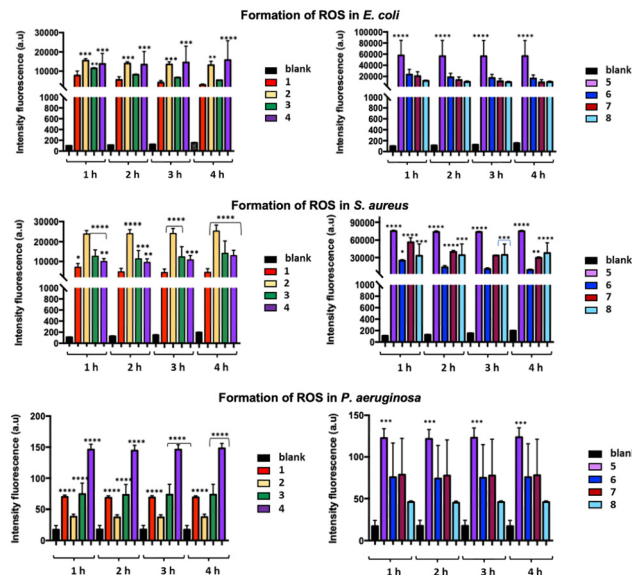 Formation of ROS in E. coli
Intensity fluorescence (a.u)
30000
20000
10000
1000
800
600
400
200
0
*** *** *** ****
*** *** ** ****
1 h 2 h 3 h 4 h
blank
1
2
3
4
Intensity fluorescence (a.u)
100000
80000
60000
40000
20000
1000
800
600
400
200
0
**** **** **** ****
1 h 2 h 3 h 4 h
blank
5
6
7
8
Formation of ROS in S. aureus
Intensity fluorescence (a.u)
30000
20000
10000
1000
800
600
400
200
0
**** **** **** ****
* ** *** ** ***
1 h 2 h 3 h 4 h
blank
1
2
3
4
Intensity fluorescence (a.u)
90000
60000
30000
1000
800
600
400
200
0
**** **** **** ****
* **** *** **** *** *** ** ****
1 h 2 h 3 h 4 h
blank
5
6
7
8
Formation of ROS in P. aeruginosa
Intensity fluorescence (a.u)
200
150
100
50
0
**** **** **** ****
**** **** **** ****
1 h 2 h 3 h 4 h
blank
1
2
3
4
Intensity fluorescence (a.u)
150
100
50
0
*** *** *** ***
1 h 2 h 3 h 4 h
blank
5
6
7
8